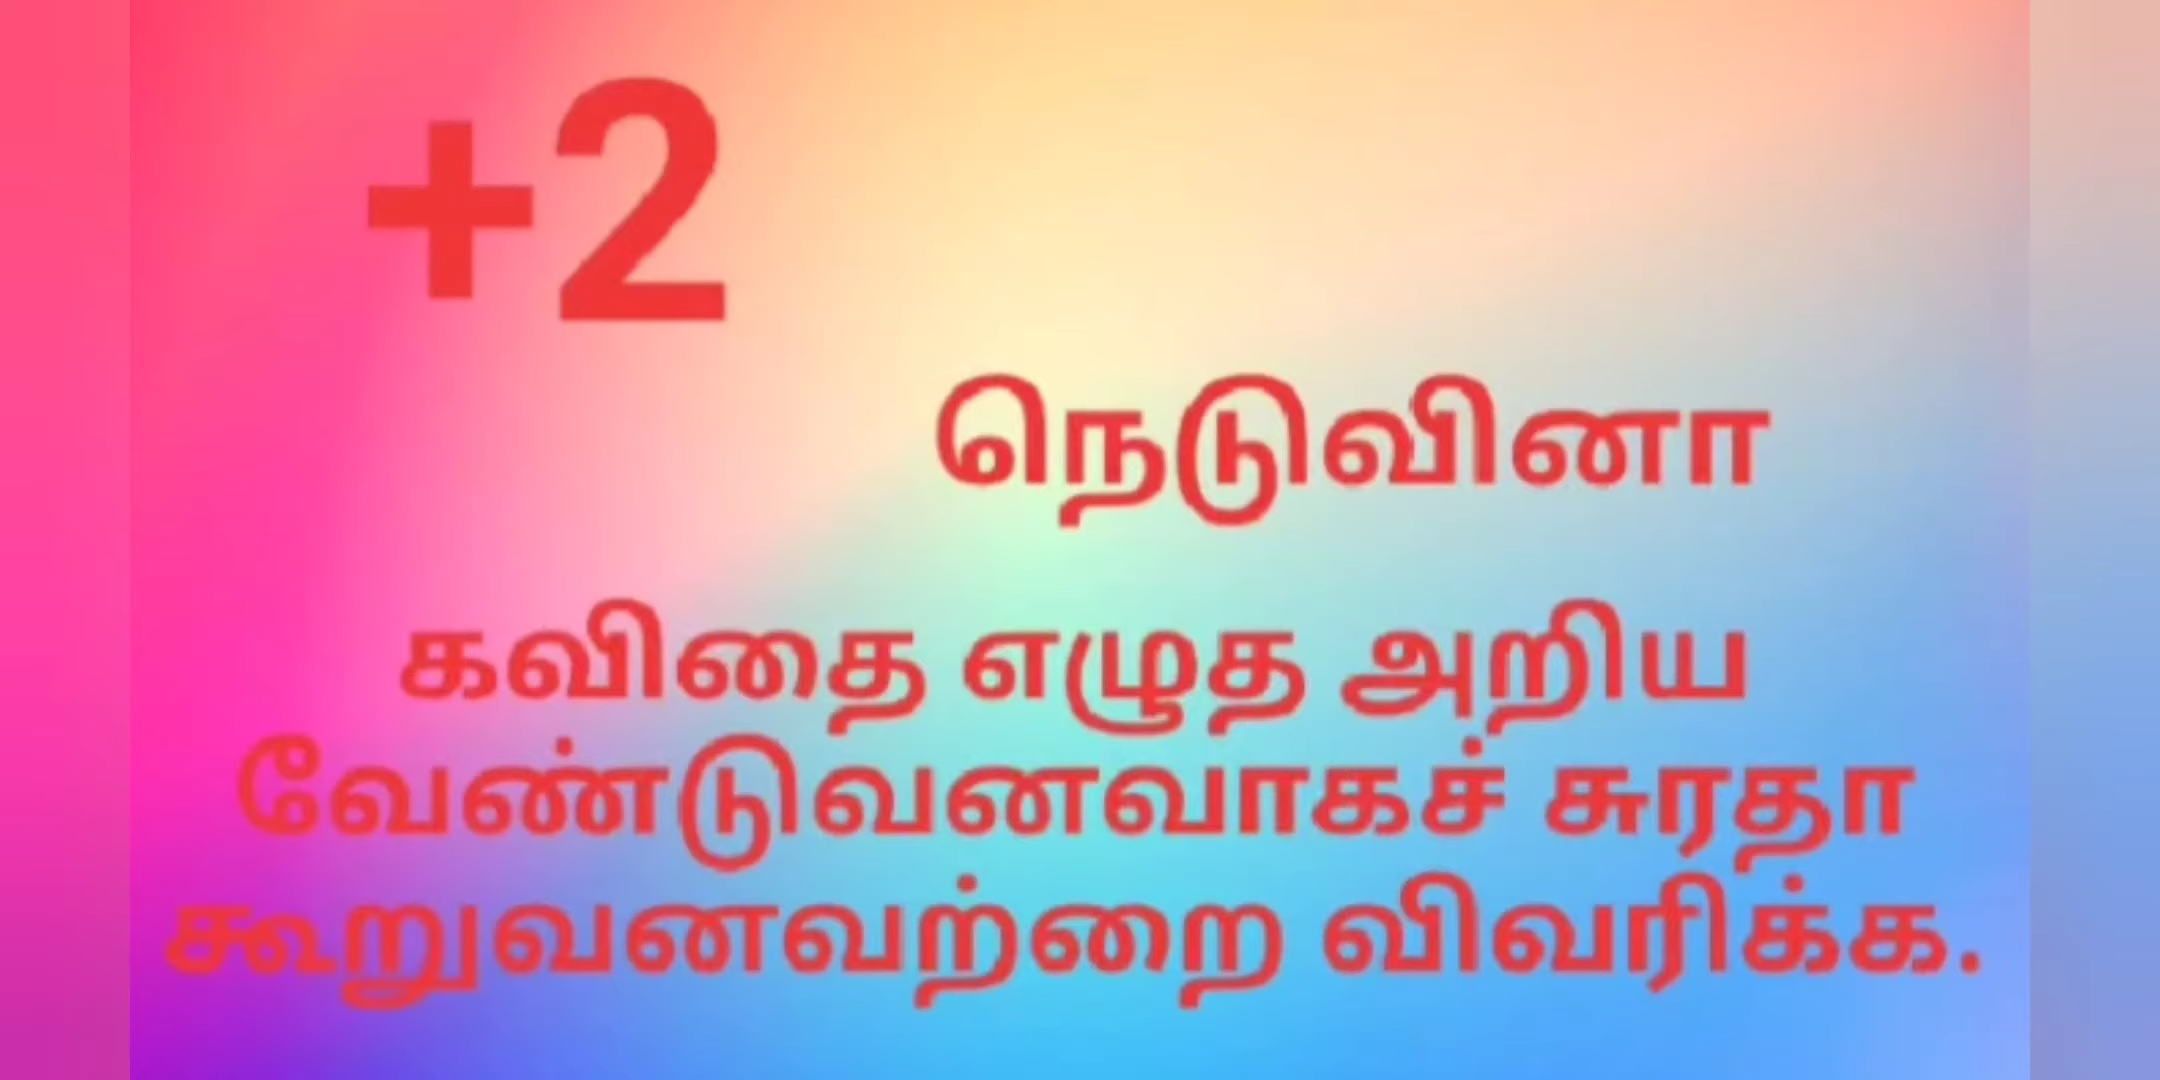 +2
நெடுவினா
கவிதை எழுத அறிய
வேண்டுவனவாகச் சுரதா
கூறுவனவற்றை விவரிக்க.